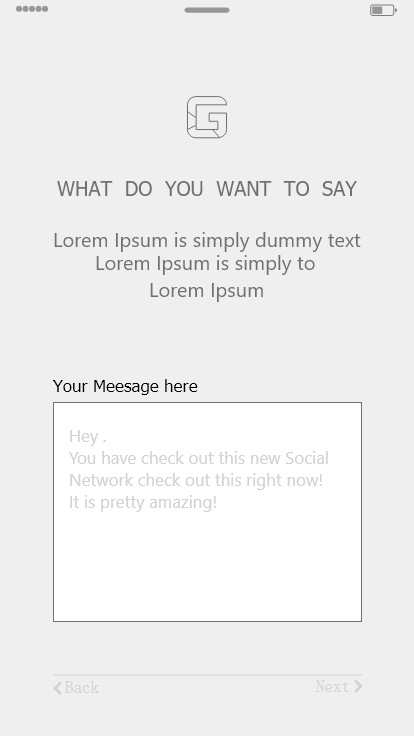 G
WHAT DO YOU WANT TO SAY
Lorem Ipsum is simply dummy text
Lorem Ipsum is simply to
Lorem Ipsum
Your Meesage here
Hey .
You have check out this new Social
Network check out this right now!
It is pretty amazing!
Back Next